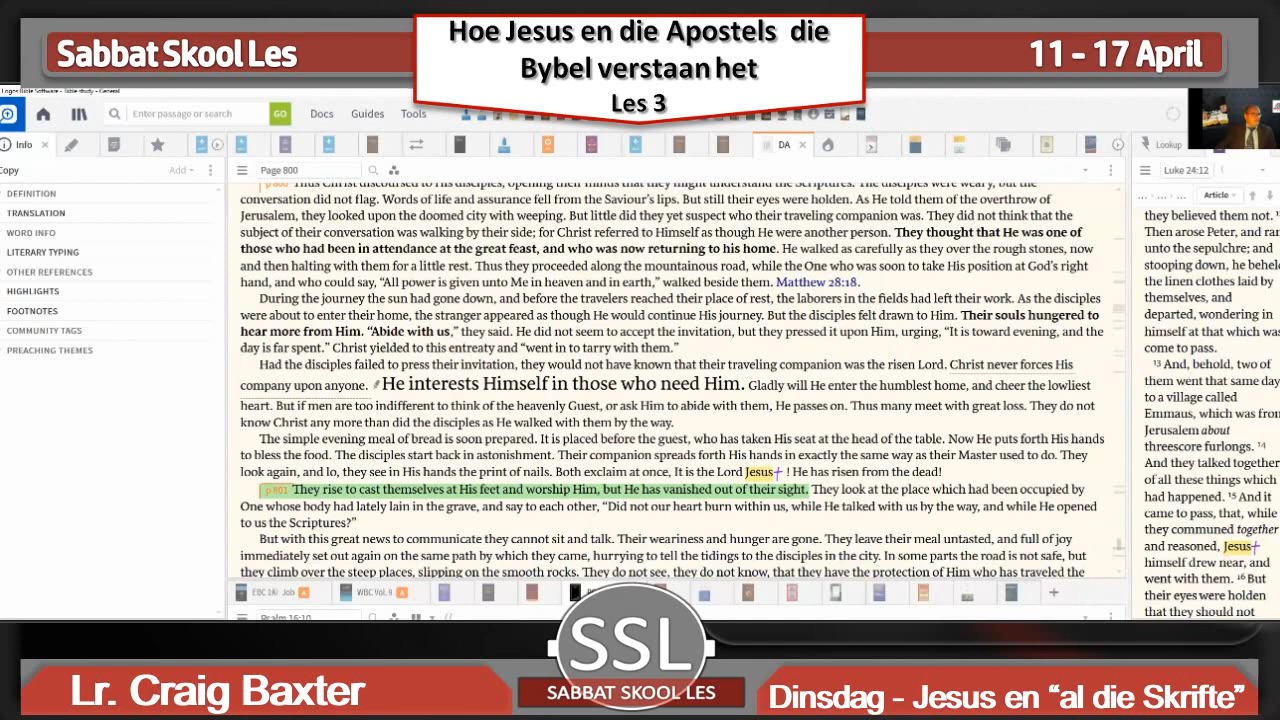 Sabbat Skool Les
Hoe Jesus en die Apostels die
Bybel verstaan het
Les 3
11 - 17 April
Logos Bible Software - Bible study - General
Enter passage or search
GO
Docs
Guides
Tools
Info
DA
Lookup
Copy
Add
Page 800
Luke 24:12
Article
DEFINITION
TRANSLATION
WORD INFO
LITERARY TYPING
OTHER REFERENCES
HIGHLIGHTS
FOOTNOTES
COMMUNITY TAGS
PREACHING THEMES
p 800 Thus Christ discoursed to His disciples, opening their minds that they might understand the Scriptures. The disciples were weary, but the
conversation did not flag. Words of life and assurance fell from the Saviour's lips. But still their eyes were holden. As He told them of the overthrow of
Jerusalem, they looked upon the doomed city with weeping. But little did they yet suspect who their traveling companion was. They did not think that the
subject of their conversation was walking by their side; for Christ referred to Himself as though He were another person. They thought that He was one of
those who had been in attendance at the great feast, and who was now returning to his home. He walked as carefully as they over the rough stones, now
and then halting with them for a little rest. Thus they proceeded along the mountainous road, while the One who was soon to take His position at God's right
hand, and who could say, “All power is given unto Me in heaven and in earth,” walked beside them. Matthew 28:18.
During the journey the sun had gone down, and before the travelers reached their place of rest, the laborers in the fields had left their work. As the disciples
were about to enter their home, the stranger appeared as though He would continue His journey. But the disciples felt drawn to Him. Their souls hungered to
hear more from Him. “Abide with us,” they said. He did not seem to accept the invitation, but they pressed it upon Him, urging, “It is toward evening, and the
day is far spent.” Christ yielded to this entreaty and “went in to tarry with them.”
Had the disciples failed to press their invitation, they would not have known that their traveling companion was the risen Lord. Christ never forces His
company upon anyone. He interests Himself in those who need Him. Gladly will He enter the humblest home, and cheer the lowliest
heart. But if men are too indifferent to think of the heavenly Guest, or ask Him to abide with them, He passes on. Thus many meet with great loss. They do not
know Christ any more than did the disciples as He walked with them by the way.
The simple evening meal of bread is soon prepared. It is placed before the guest, who has taken His seat at the head of the table. Now He puts forth His hands
to bless the food. The disciples start back in astonishment. Their companion spreads forth His hands in exactly the same way as their Master used to do. They
look again, and lo, they see in His hands the print of nails. Both exclaim at once, It is the Lord Jesus ! He has risen from the dead!
p 801 They rise to cast themselves at His feet and worship Him, but He has vanished out of their sight. They look at the place which had been occupied by
One whose body had lately lain in the grave, and say to each other, “Did not our heart burn within us, while He talked with us by the way, and while He opened
to us the Scriptures?”
But with this great news to communicate they cannot sit and talk. Their weariness and hunger are gone. They leave their meal untasted, and full of joy
immediately set out again on the same path by which they came, hurrying to tell the tidings to the disciples in the city. In some parts the road is not safe, but
they climb over the steep places, slipping on the smooth rocks. They do not see, they do not know, that they have the protection of Him who has traveled the
they believed them not.
Then arose Peter, and ran
unto the sepulchre; and
stooping down, he beheld
the linen clothes laid by
themselves, and
departed, wondering in
himself at that which was
come to pass.
13 And, behold, two of
them went that same day
to a village called
Emmaus, which was from
Jerusalem about
threescore furlongs. 14
And they talked together
of all these things which
had happened. 15 And it
came to pass, that, while
they communed together
and reasoned, Jesus
himself drew near, and
went with them. 16 But
their eyes were holden
that they should not
EBC 1&2 Job
WBC Vol. 9
Psalm 16:10
SSL
SABBAT SKOOL LES
Lr. Craig Baxter
Dinsdag - Jesus en “al die Skrifte”